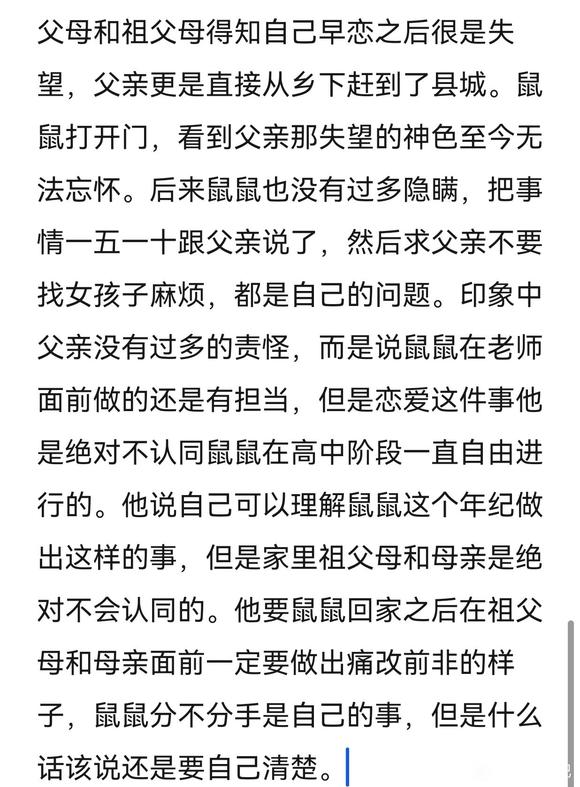 父母和祖父母得知自己早恋之后很是失
望，父亲更是直接从乡下赶到了县城。鼠
鼠打开门，看到父亲那失望的神色至今无
法忘怀。后来鼠鼠也没有过多隐瞒，把事
情一五一十跟父亲说了，然后求父亲不要
找女孩子麻烦，都是自己的问题。印象中
父亲没有过多的责怪，而是说鼠鼠在老师
面前做的还是有担当，但是恋爱这件事他
是绝对不认同鼠鼠在高中阶段一直自由进
行的。他说自己可以理解鼠鼠这个年纪做
出这样的事，但是家里祖父母和母亲是绝
对不会认同的。他要鼠鼠回家之后在祖父
母和母亲面前一定要做出痛改前非的样
子，鼠鼠分不分手是自己的事，但是什么
话该说还是要自己清楚。